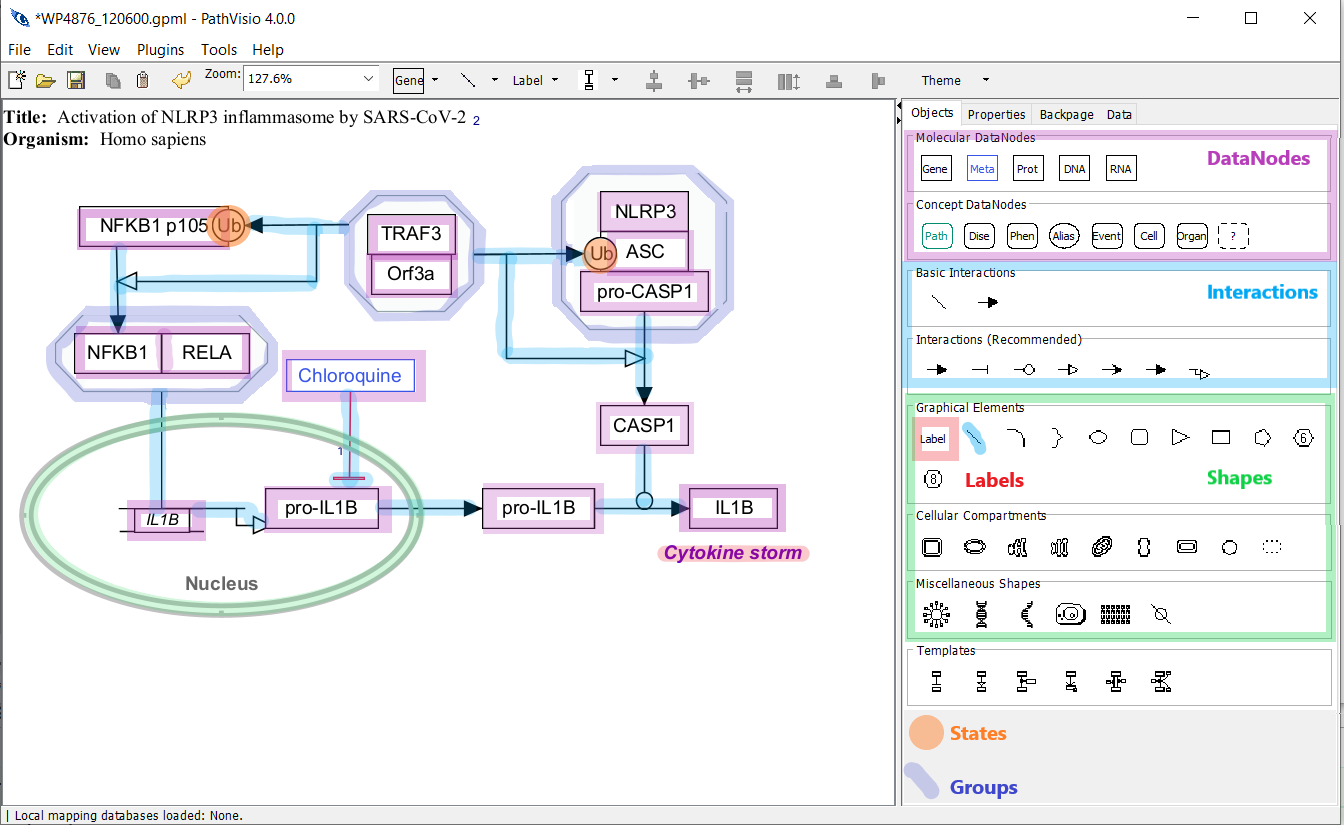 *WP4876_120600.gpml - PathVisio 4.0.0
File Edit View Plugins Tools Help
Zoom: 127.6% Gene Label Theme
Title: Activation of NLRP3 inflammasome by SARS-CoV-2 2
Organism: Homo sapiens
NFKB1 p105 Ub
TRAF3
Orf3a
NLRP3
Ub ASC
pro-CASP1
NFKB1 RELA
Chloroquine
CASP1
1
IL1B
pro-IL1B
pro-IL1B
IL1B
Cytokine storm
Nucleus
Objects Properties Backpage Data
Molecular DataNodes
DataNodes
Gene Meta Prot DNA RNA
Concept DataNodes
Path Dise Phen Alias Event Cell Organ ?
Basic Interactions
Interactions
Interactions (Recommended)
Graphical Elements
Label 6
8 Labels Shapes
Cellular Compartments
Miscellaneous Shapes
Templates
States
Groups
| Local mapping databases loaded: None.